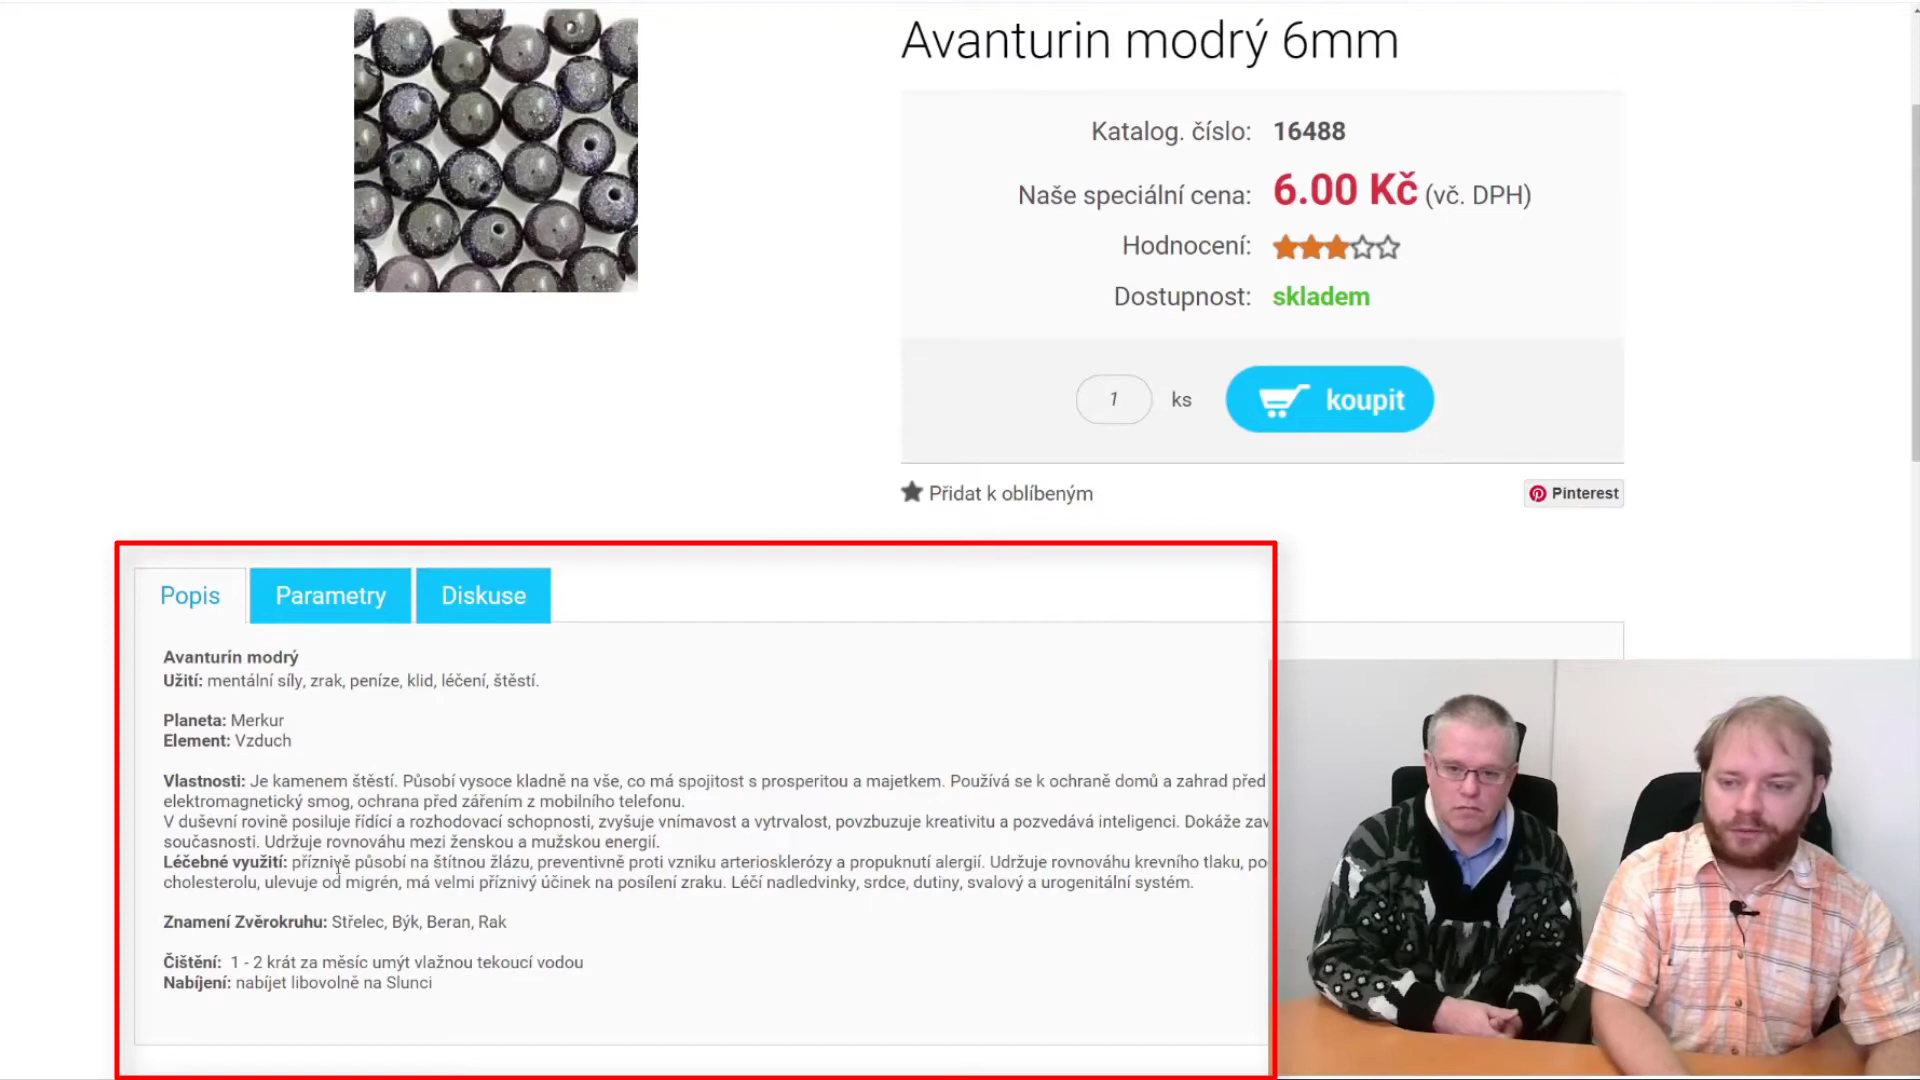 Avanturin modrý 6mm
Katalog. číslo: 16488
Naše speciální cena: 6.00 Kč (vč. DPH)
Hodnocení:
Dostupnost: skladem
1 ks koupit
Přidat k oblíbeným
Pinterest
Popis Parametry Diskuse
Avanturín modrý
Užití: mentální síly, zrak, peníze, klid, léčení, štěstí.
Planeta: Merkur
Element: Vzduch
Vlastnosti: Je kamenem štěstí. Působí vysoce kladně na vše, co má spojitost s prosperitou a majetkem. Používá se k ochraně domů a zahrad před
elektromagnetický smog, ochrana před zářením z mobilního telefonu.
V duševní rovině posiluje řídící a rozhodovací schopnosti, zvyšuje vnímavost a vytrvalost, povzbuzuje kreativitu a pozvedává inteligenci. Dokáže zav
současnosti. Udržuje rovnováhu mezi ženskou a mužskou energií.
Léčebné využití: příznivě působí na štítnou žlázu, preventivně proti vzniku arteriosklerózy a propuknutí alergií. Udržuje rovnováhu krevního tlaku, po
cholesterolu, ulevuje od migrén, má velmi příznivý účinek na posílení zraku. Léčí nadledvinky, srdce, dutiny, svalový a urogenitální systém.
Znamení Zvěrokruhu: Střelec, Býk, Beran, Rak
Čištění: 1 - 2 krát za měsíc umýt vlažnou tekoucí vodou
Nabíjení: nabíjet libovolně na Slunci